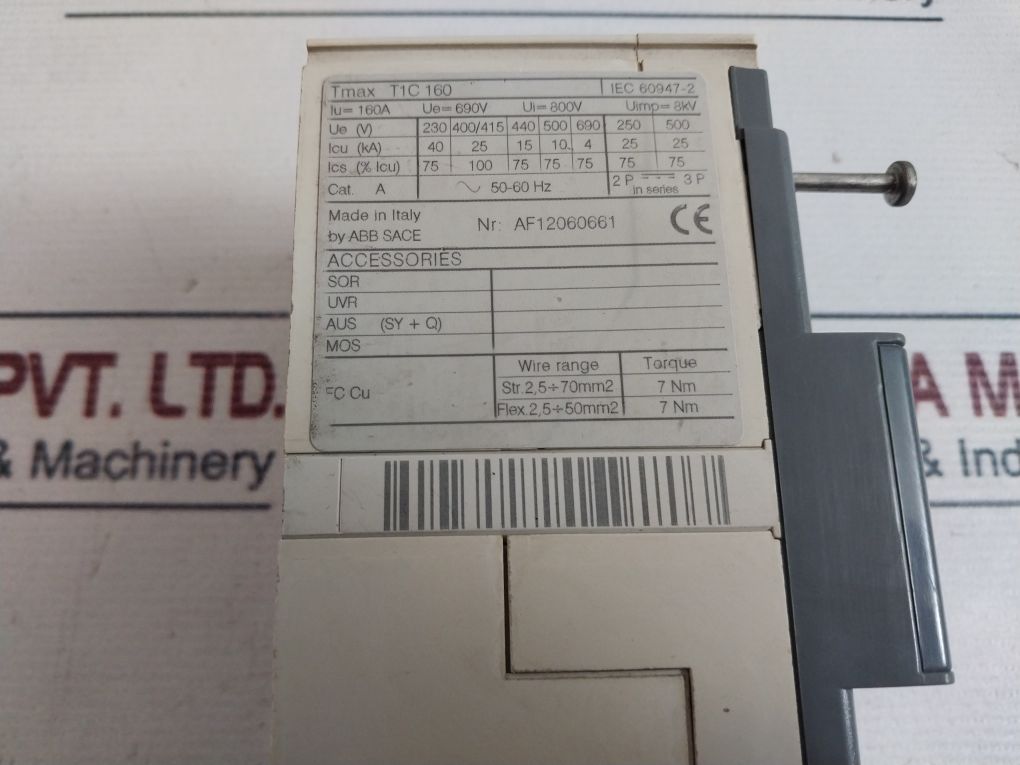 Tmax T1C 160 IEC 60947-2
Iu= 160A Ue= 690V Ui= 800V Uimp= 8kV
Ue (V) 230 400/415 440 500 690 250 500
Icu (kA) 40 25 15 10 4 25 25
Ics (% Icu) 75 100 75 75 75 75 75
Cat. A ~ 50-60 Hz 2 P 3 P
in series
Made in Italy
by ABB SACE
Nr: AF12060661
CE
ACCESSORIES
SOR
UVR
AUS (SY + Q)
MOS
Wire range Torque
FC Cu
Str.2,5÷70mm2 7 Nm
Flex.2,5÷50mm2 7 Nm
PVT. LTD.
& Machinery
A M
& Ind